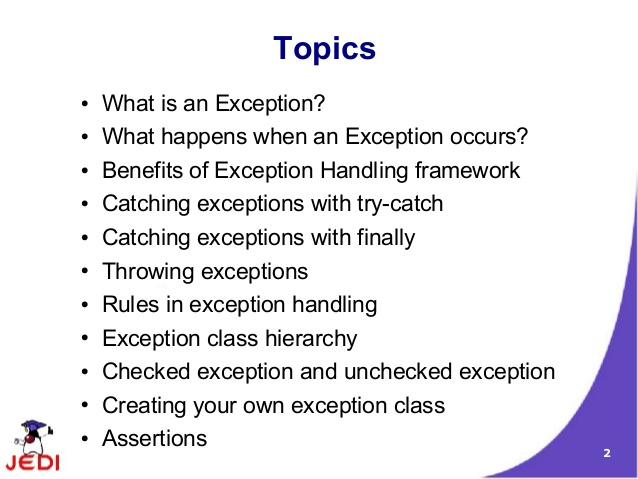 Topics
• What is an Exception?
• What happens when an Exception occurs?
• Benefits of Exception Handling framework
• Catching exceptions with try-catch
• Catching exceptions with finally
• Throwing exceptions
• Rules in exception handling
• Exception class hierarchy
• Checked exception and unchecked exception
• Creating your own exception class
• Assertions
JEDI
2